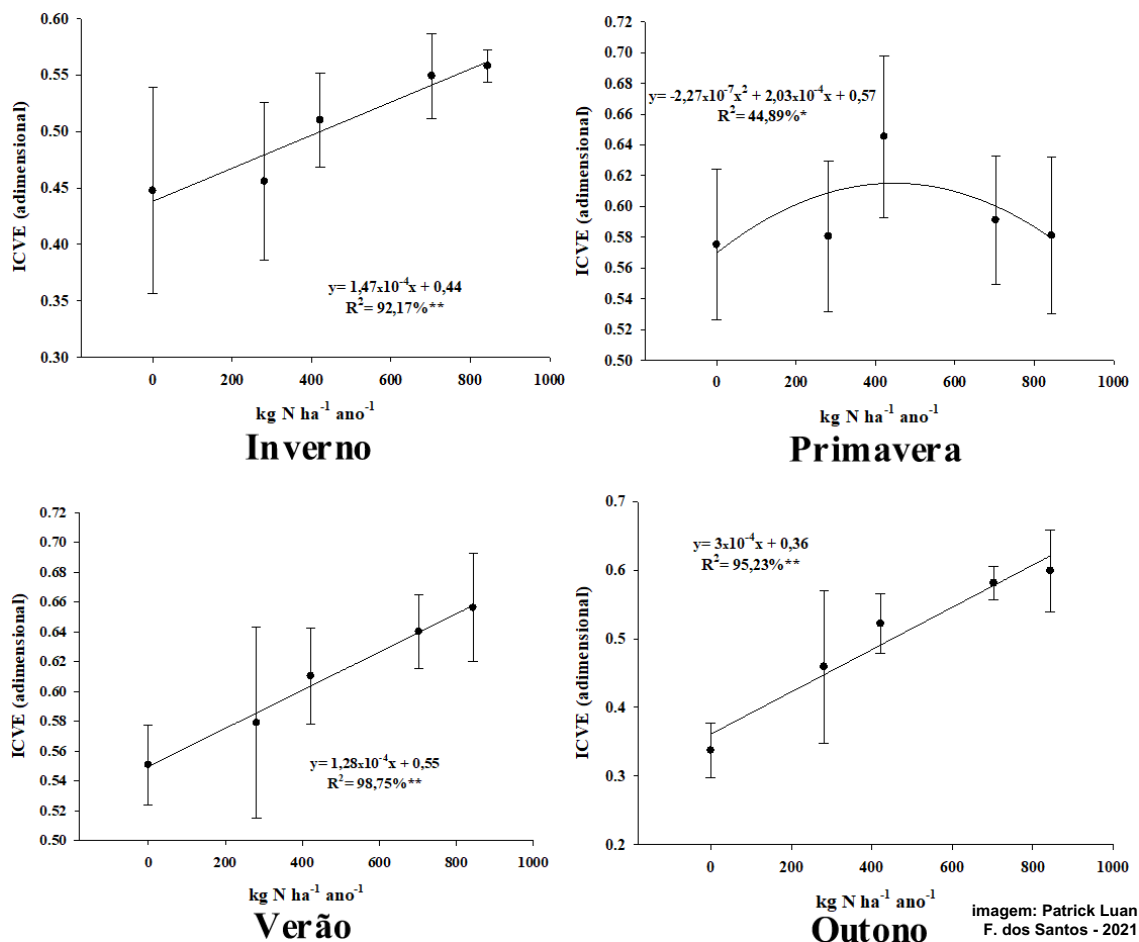 ICVE (adimensional)
0.60
0.55
0.50
0.45
0.40
0.35
0.30
y= 1,47x10⁻⁴x + 0,44
R²= 92,17%**
0 200 400 600 800 1000
kg N ha⁻¹ ano⁻¹
Inverno
ICVE (adimensional)
0.72
0.70
0.68
0.66
0.64
0.62
0.60
0.58
0.56
0.54
0.52
0.50
y= -2,27x10⁻⁷x² + 2,03x10⁻⁴x + 0,57
R²= 44,89%*
0 200 400 600 800 1000
kg N ha⁻¹ ano⁻¹
Primavera
ICVE (adimensional)
0.72
0.70
0.68
0.66
0.64
0.62
0.60
0.58
0.56
0.54
0.52
0.50
y= 1,28x10⁻⁴x + 0,55
R²= 98,75%**
0 200 400 600 800 1000
kg N ha⁻¹ ano⁻¹
Verão
ICVE (adimensional)
0.7
0.6
0.5
0.4
0.3
0.2
y= 3x10⁻⁴x + 0,36
R²= 95,23%**
0 200 400 600 800 1000
kg N ha⁻¹ ano⁻¹
Outono
imagem: Patrick Luan
F. dos Santos - 2021